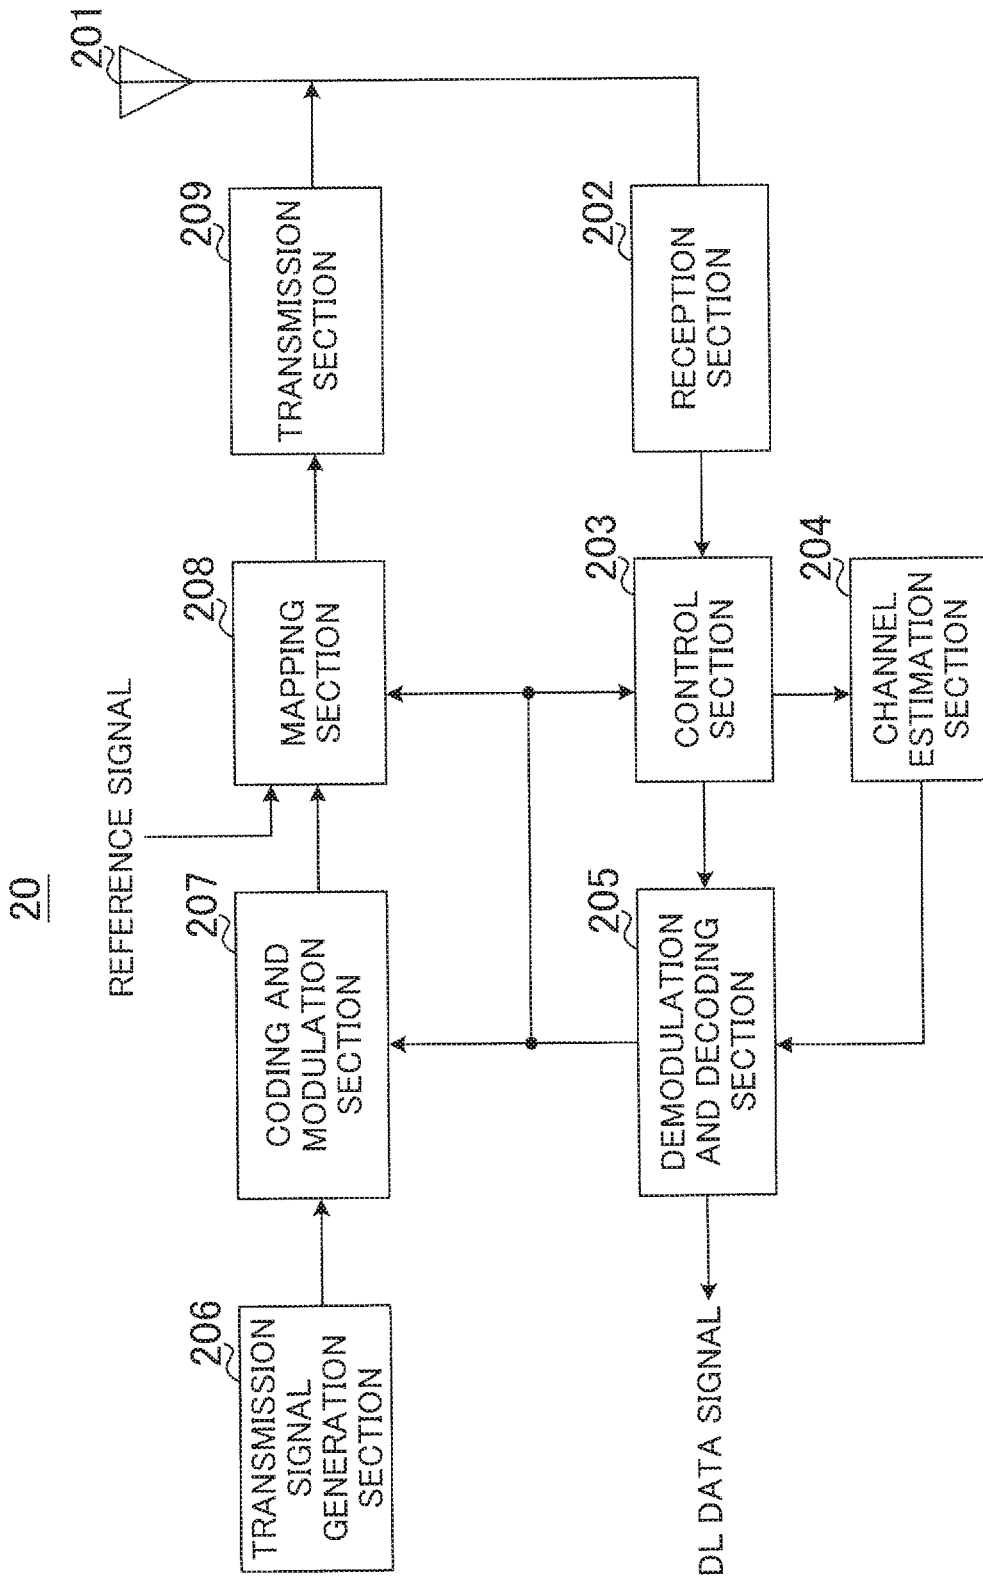 20
201
REFERENCE SIGNAL
206
TRANSMISSION
SIGNAL
GENERATION
SECTION
207
CODING AND
MODULATION
SECTION
208
MAPPING
SECTION
209
TRANSMISSION
SECTION
205
DEMODULATION
AND DECODING
SECTION
203
CONTROL
SECTION
202
RECEPTION
SECTION
204
CHANNEL
ESTIMATION
SECTION
DL DATA SIGNAL